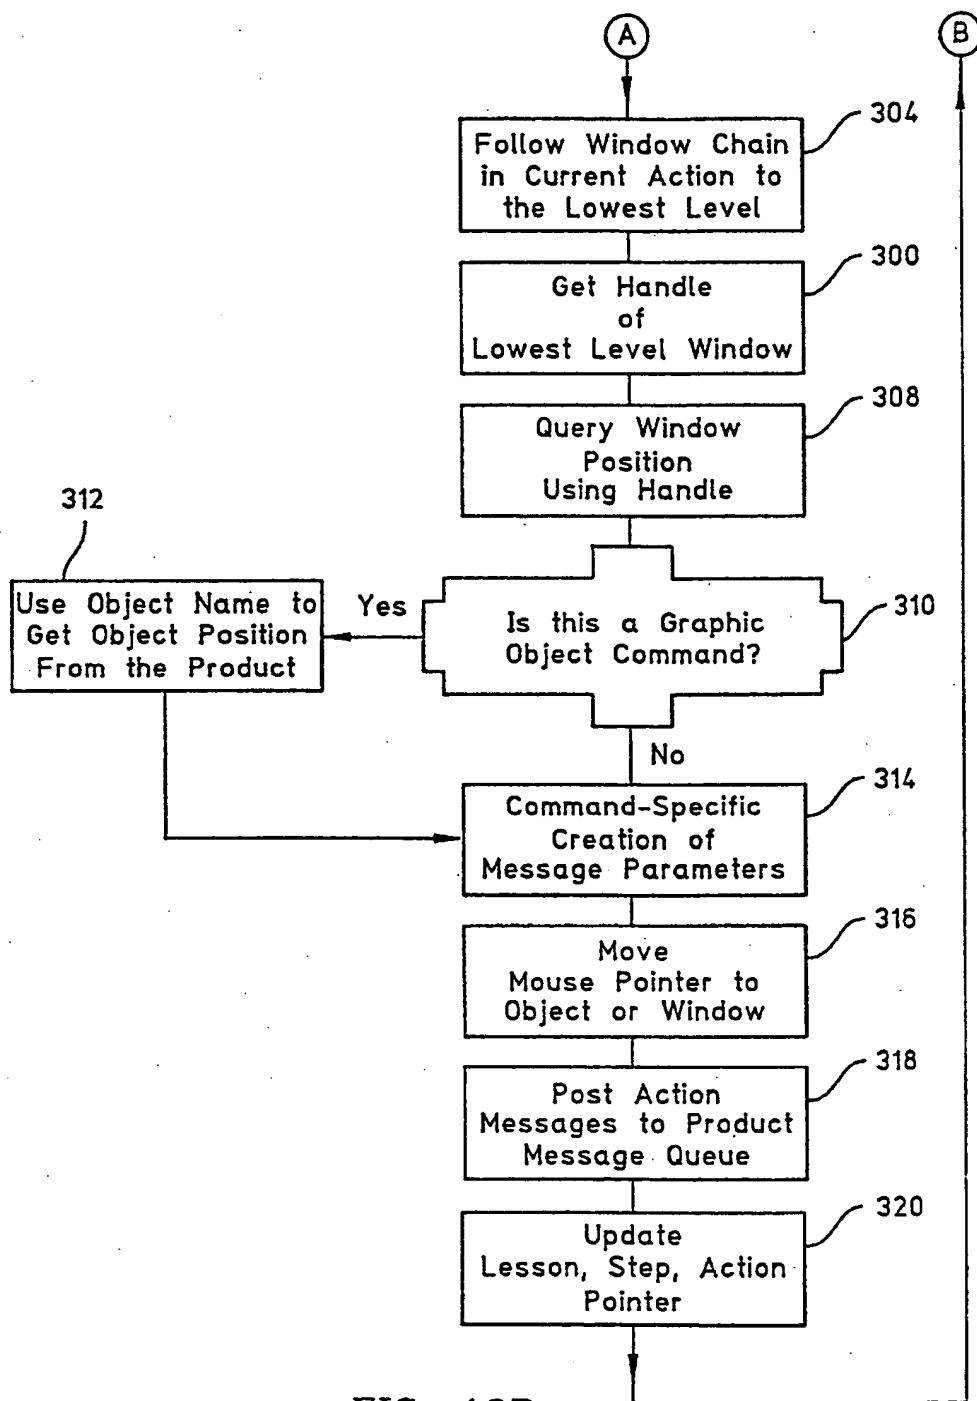 A
B
304
Follow Window Chain
in Current Action to
the Lowest Level
300
Get Handle
of
Lowest Level Window
308
Query Window
Position
Using Handle
312
Use Object Name to
Get Object Position
From the Product
Yes
Is this a Graphic
Object Command?
310
No
314
Command-Specific
Creation of
Message Parameters
316
Move
Mouse Pointer to
Object or Window
318
Post Action
Messages to Product
Message Queue
320
Update
Lesson, Step, Action
Pointer